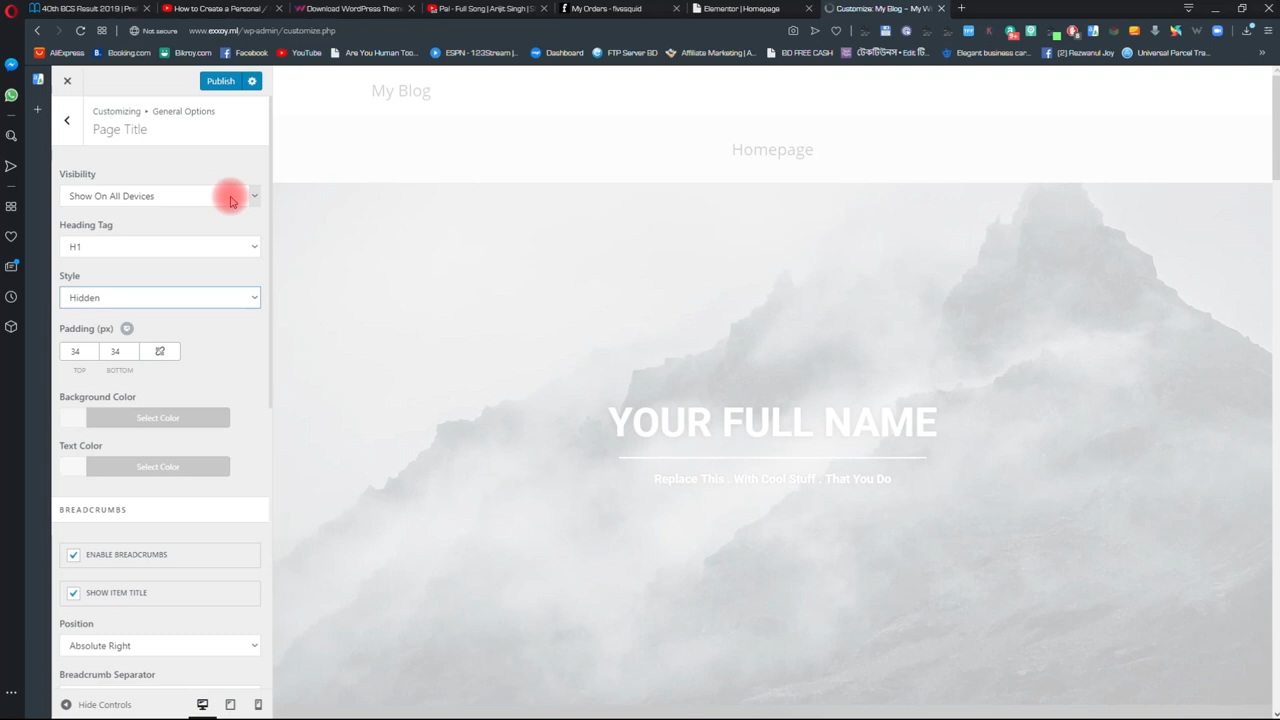 40th BCS Result 2019 | Pre
How to Create a Personal /
Download WordPress Them
Pal - Full Song | Arijit Singh | S
My Orders - fivesquid
Elementor | Homepage
Customize: My Blog – My W
Not secure www.exxoy.ml/wp-admin/customize.php
AliExpress
Booking.com
Bikroy.com
Facebook
YouTube
Are You Human Too...
ESPN - 123Stream...
Dashboard
FTP Server BD
Affiliate Marketing | A...
BD FREE CASH
Elegant business car...
[2] Rezwanul Joy
Universal Parcel Tra...
Publish
Customizing ▸ General Options
Page Title
Visibility
Show On All Devices
Heading Tag
H1
Style
Hidden
Padding (px)
34 34
TOP BOTTOM
Background Color
Select Color
Text Color
Select Color
BREADCRUMBS
ENABLE BREADCRUMBS
SHOW ITEM TITLE
Position
Absolute Right
Breadcrumb Separator
Hide Controls
My Blog
Homepage
YOUR FULL NAME
Replace This . With Cool Stuff . That You Do